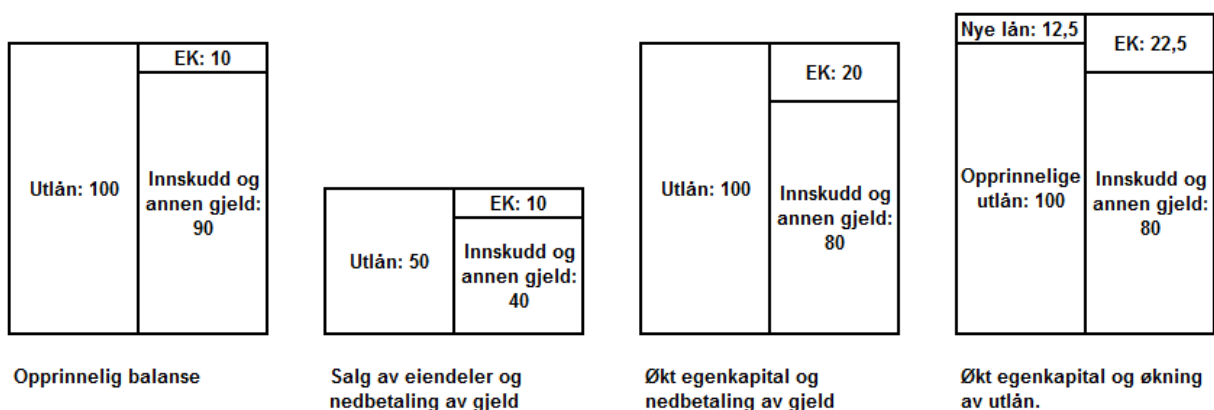 EK: 10
Utlån: 100
Innskudd og
annen gjeld:
90
Opprinnelig balanse
EK: 10
Utlån: 50
Innskudd og
annen gjeld:
40
Salg av eiendeler og
nedbetaling av gjeld
EK: 20
Utlån: 100
Innskudd og
annen gjeld:
80
Økt egenkapital og
nedbetaling av gjeld
Nye lån: 12,5
EK: 22,5
Opprinnelige
utlån: 100
Innskudd og
annen gjeld:
80
Økt egenkapital og økning
av utlån.